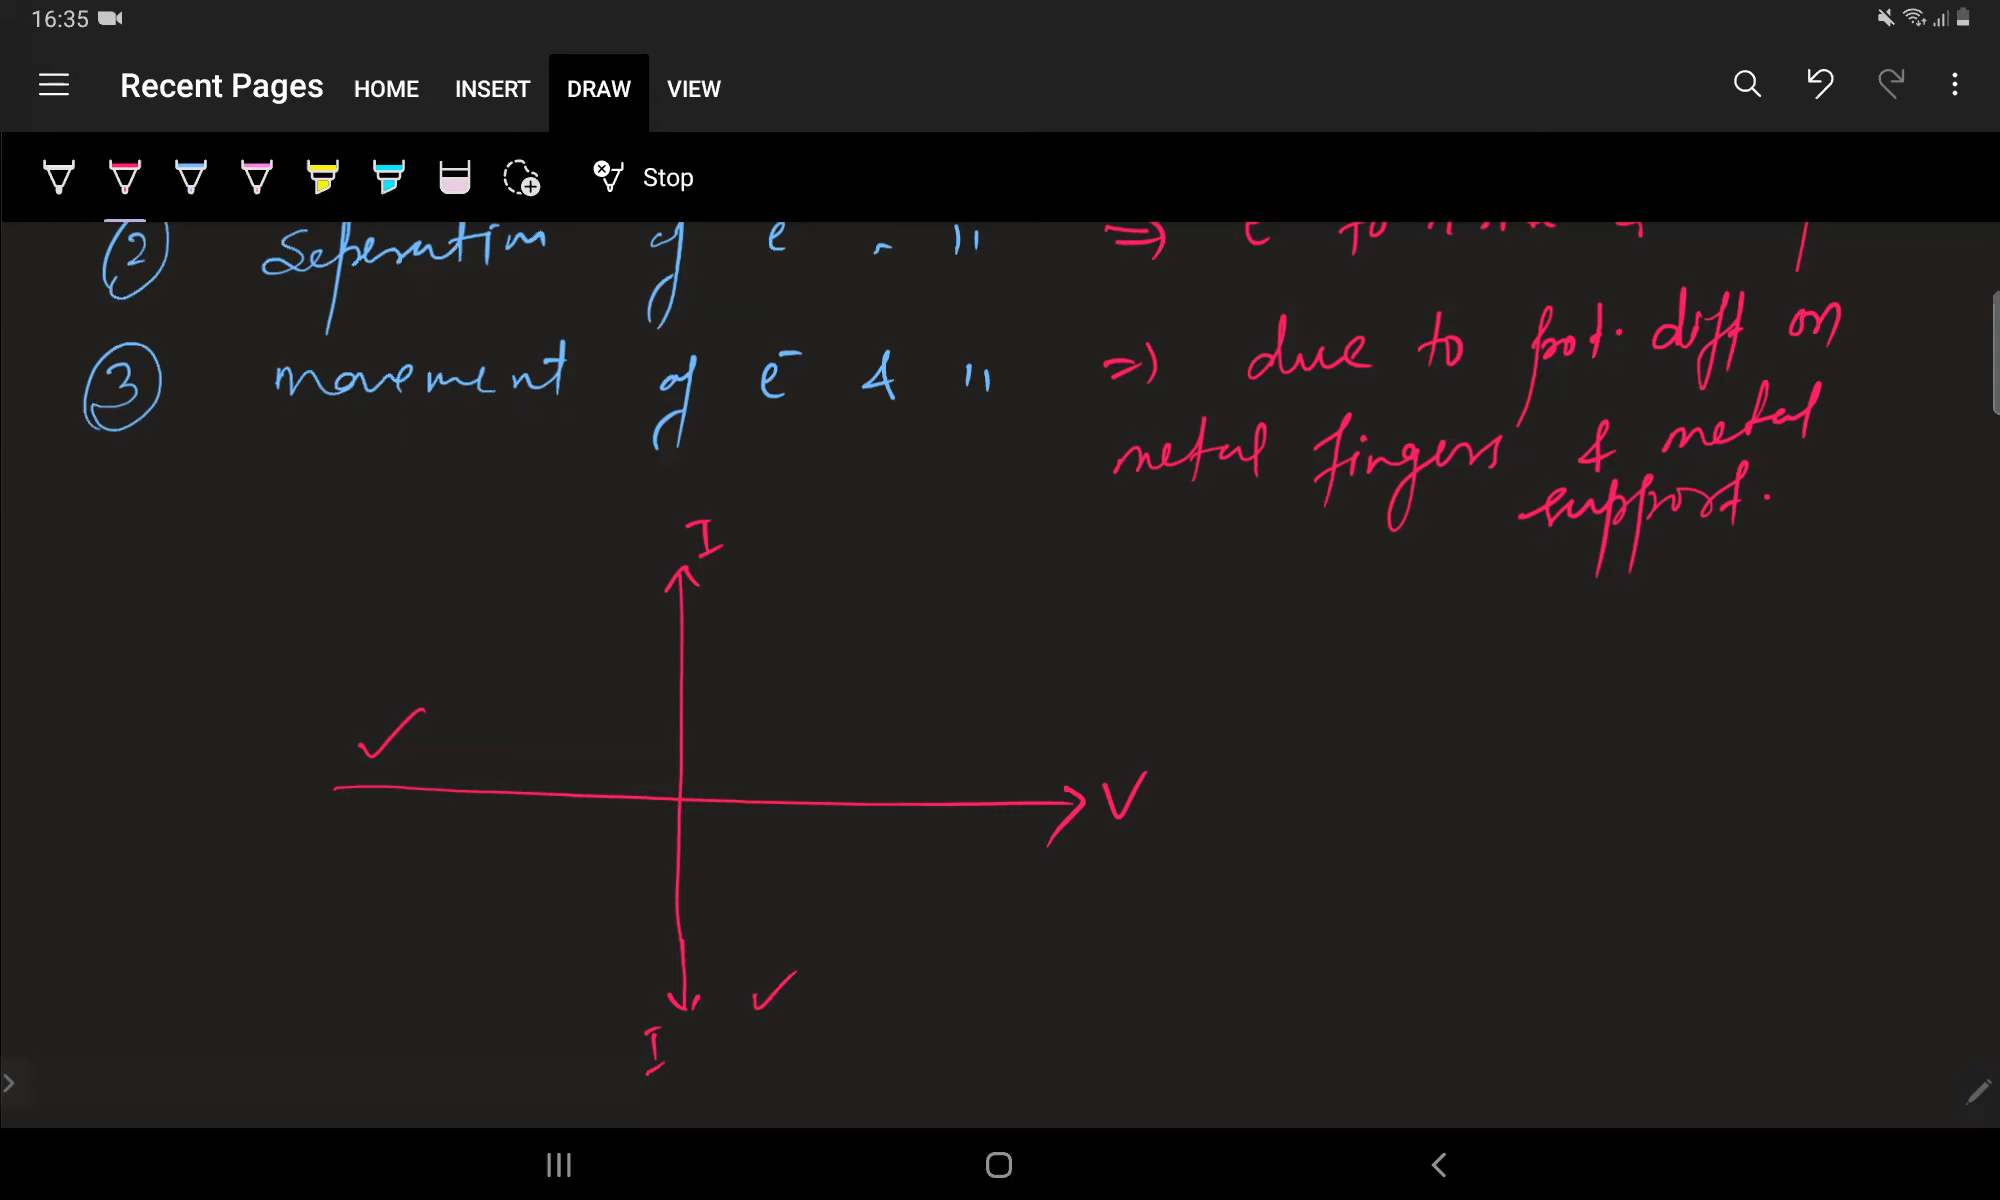 16:35
Recent Pages HOME INSERT DRAW VIEW
Stop
② Seperation of e " ⇒ e to
③ movement of e⁻ & " ⇒ due to pot. diff on
metal fingers & metal
support.
I
V
I